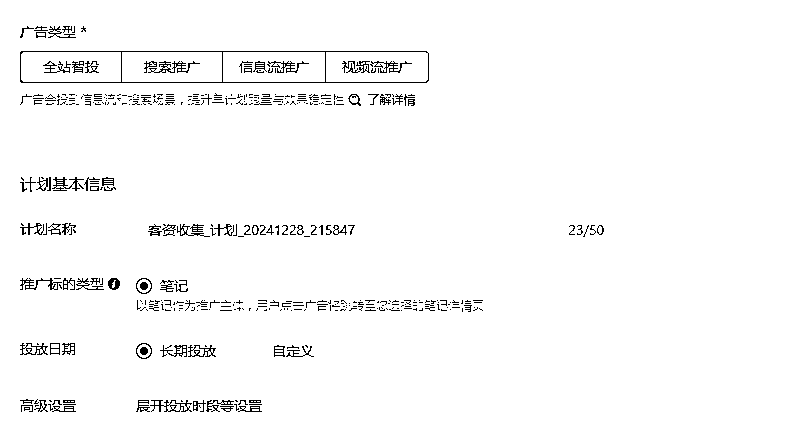 广告类型 *
全站智投 搜索推广 信息流推广 视频流推广
广告会投到信息流和搜索场景，提升单计划跑量与效果稳定性 了解详情
计划基本信息
计划名称 客资收集_计划_20241228_215847 23/50
推广标的类型 笔记
以笔记作为推广主体，用户点击广告将跳转至您选择的笔记详情页
投放日期 长期投放 自定义
高级设置 展开投放时段等设置